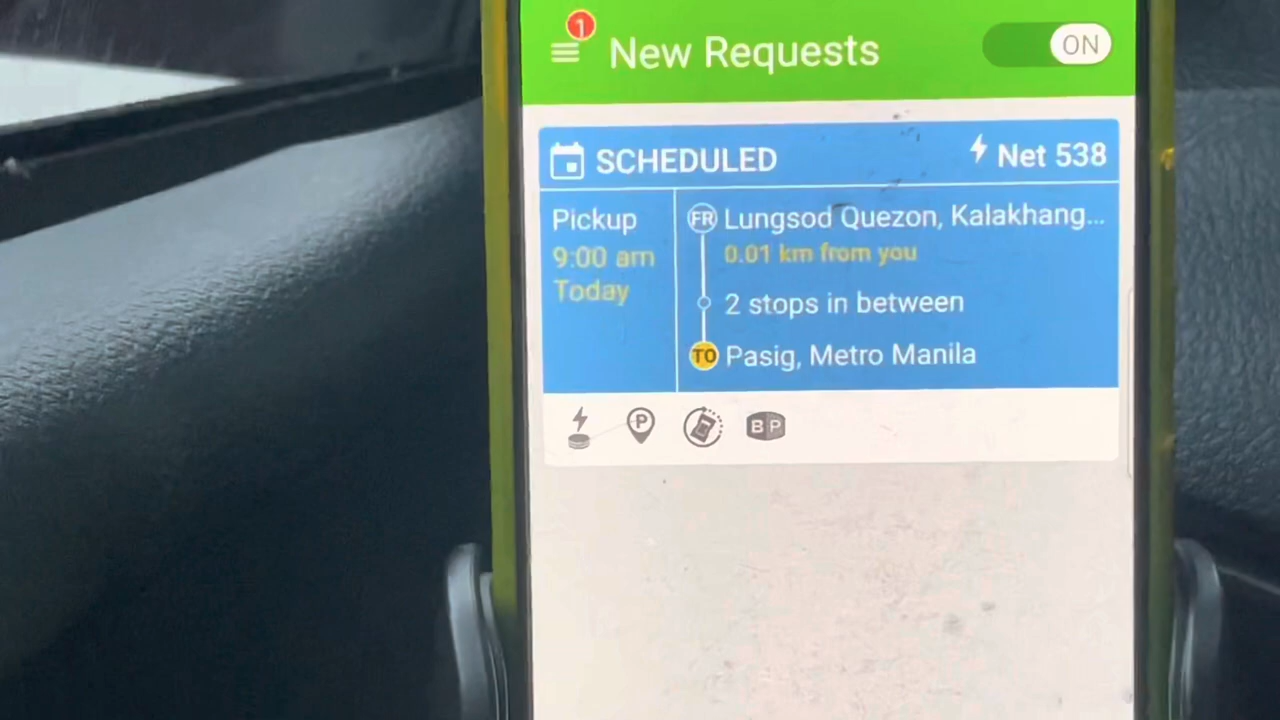 1
New Requests
ON
SCHEDULED
Net 538
Pickup
9:00 am
Today
FR Lungsod Quezon, Kalakhang...
0.01 km from you
2 stops in between
TO Pasig, Metro Manila
P
B P